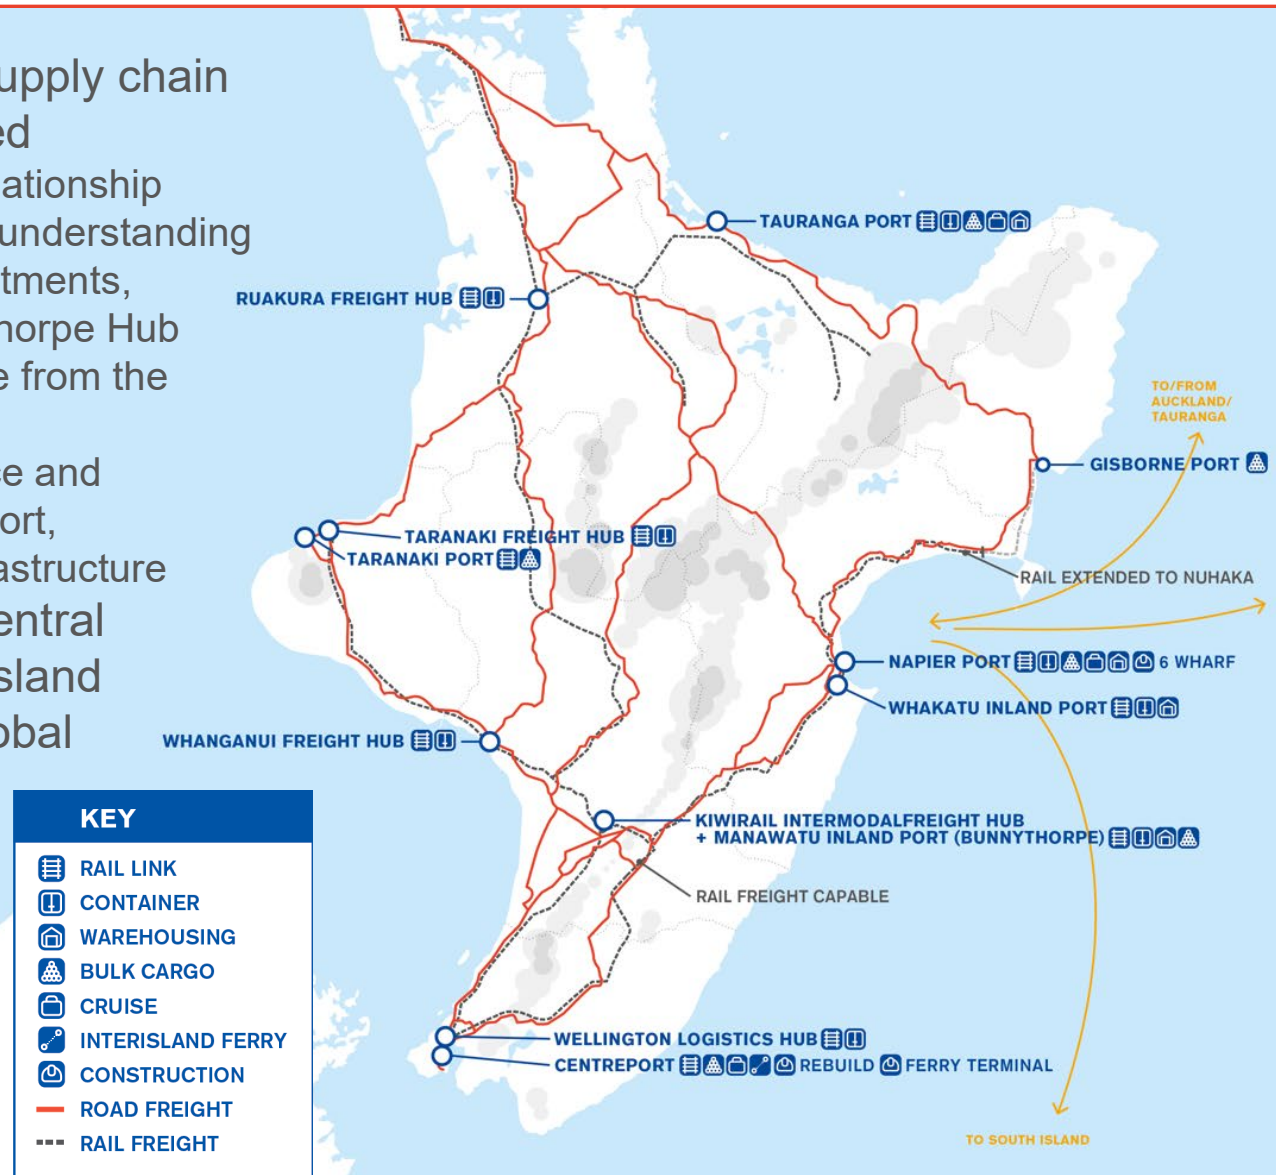 upply chain
ed
ationship
understanding
tments,
horpe Hub
e from the
ce and
ort,
astructure
entral
sland
obal
TAURANGA PORT
RUAKURA FREIGHT HUB
TO/FROM
AUCKLAND/
TAURANGA
GISBORNE PORT
TARANAKI FREIGHT HUB
TARANAKI PORT
RAIL EXTENDED TO NUHAKA
NAPIER PORT 6 WHARF
WHAKATU INLAND PORT
WHANGANUI FREIGHT HUB
KIWIRAIL INTERMODALFREIGHT HUB
+ MANAWATU INLAND PORT (BUNNYTHORPE)
RAIL FREIGHT CAPABLE
WELLINGTON LOGISTICS HUB
CENTREPORT REBUILD FERRY TERMINAL
TO SOUTH ISLAND
KEY
RAIL LINK
CONTAINER
WAREHOUSING
BULK CARGO
CRUISE
INTERISLAND FERRY
CONSTRUCTION
ROAD FREIGHT
RAIL FREIGHT